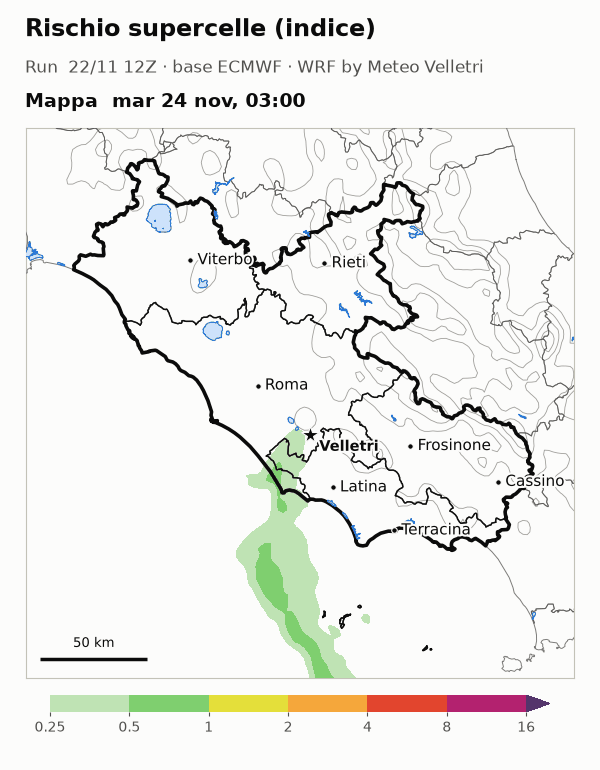 Rischio supercelle (indice)
Run  22/11 12Z · base ECMWF · WRF by Meteo Velletri
Mappa  mar 24 nov, 03:00
Viterbo
Rieti
Roma
Velletri
Frosinone
Cassino
Latina
Terracina
50 km
0.25 0.5 1 2 4 8 16